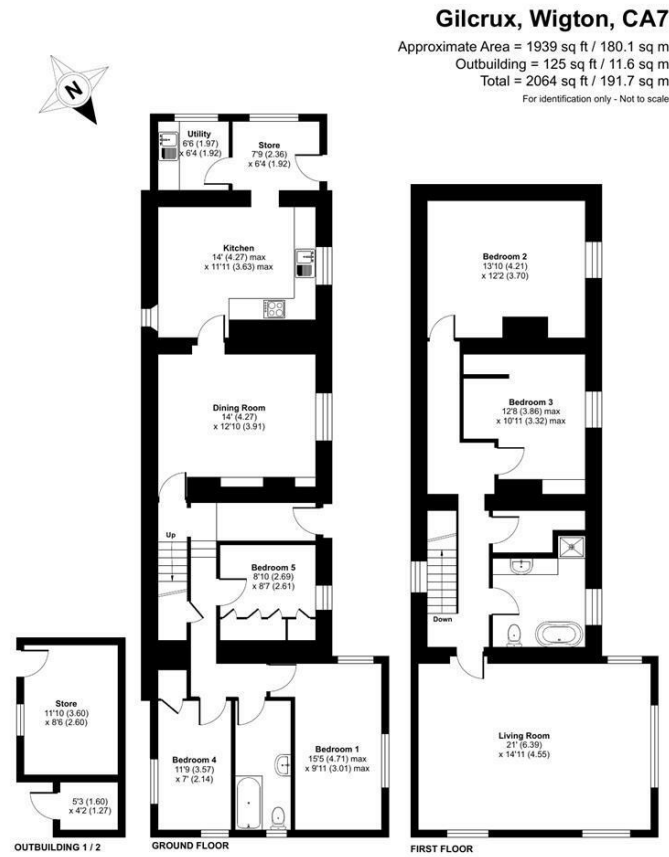 Gilcrux, Wigton, CA7
Approximate Area = 1939 sq ft / 180.1 sq m
Outbuilding = 125 sq ft / 11.6 sq m
Total = 2064 sq ft / 191.7 sq m
For identification only - Not to scale
N
Utility
6'6 (1.97)
x 6'4 (1.92)
Store
7'9 (2.36)
x 6'4 (1.92)
Kitchen
14' (4.27) max
x 11'11 (3.63) max
Dining Room
14' (4.27)
x 12'10 (3.91)
Up
Bedroom 5
8'10 (2.69)
x 8'7 (2.61)
Bedroom 4
11'9 (3.57)
x 7' (2.14)
Bedroom 1
15'5 (4.71) max
x 9'11 (3.01) max
Store
11'10 (3.60)
x 8'6 (2.60)
5'3 (1.60)
x 4'2 (1.27)
OUTBUILDING 1 / 2
GROUND FLOOR
Bedroom 2
13'10 (4.21)
x 12'2 (3.70)
Bedroom 3
12'8 (3.86) max
x 10'11 (3.32) max
Down
Living Room
21' (6.39)
x 14'11 (4.55)
FIRST FLOOR